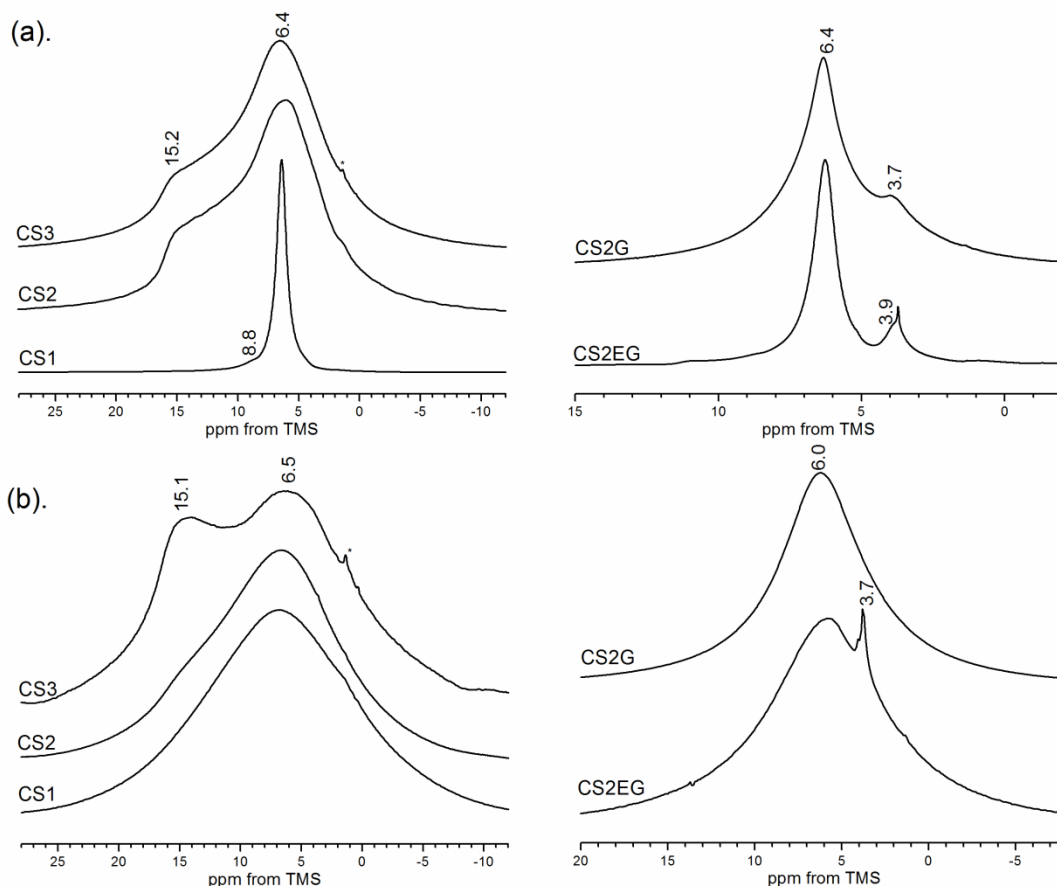 (a).
6.4
15.2
*
CS3
CS2
8.8
CS1
25 20 15 10 5 0 -5 -10
ppm from TMS
6.4
3.7
CS2G
3.9
CS2EG
15 10 5 0
ppm from TMS
(b).
15.1
6.5
*
CS3
CS2
CS1
25 20 15 10 5 0 -5 -10
ppm from TMS
6.0
3.7
CS2G
CS2EG
20 15 10 5 0 -5
ppm from TMS